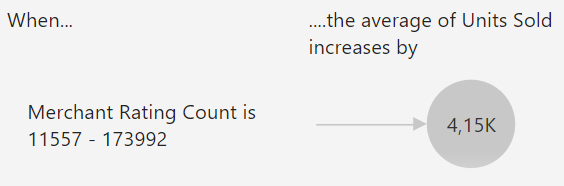 When...
....the average of Units Sold
increases by
Merchant Rating Count is
11557 - 173992
4,15K